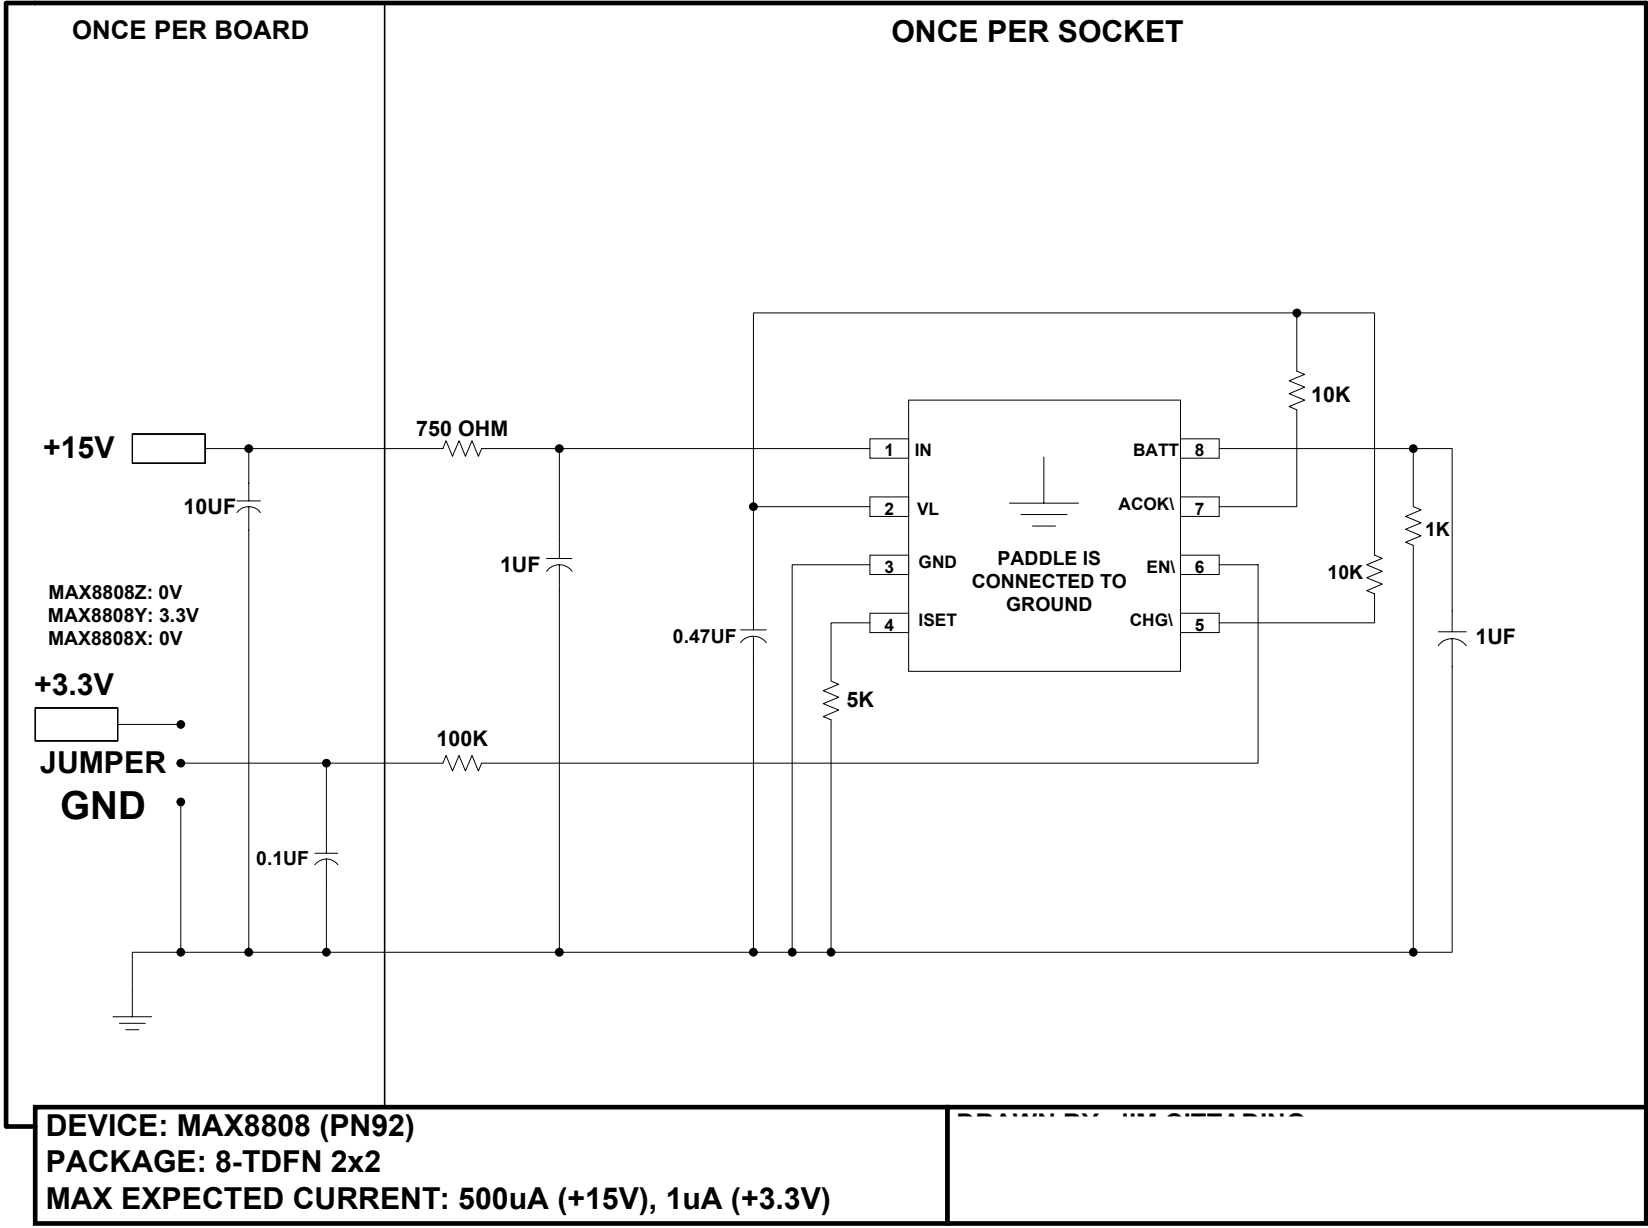 ONCE PER BOARD
ONCE PER SOCKET
10K
750 OHM
+15V
1 IN
BATT 8
10UF
2 VL
ACOK\ 7
1K
1UF
3 GND
PADDLE IS
CONNECTED TO
GROUND
EN\ 6
10K
MAX8808Z: 0V
MAX8808Y: 3.3V
MAX8808X: 0V
4 ISET
CHG\ 5
0.47UF
1UF
+3.3V
5K
100K
JUMPER
GND
0.1UF
DEVICE: MAX8808 (PN92)
PACKAGE: 8-TDFN 2x2
MAX EXPECTED CURRENT: 500uA (+15V), 1uA (+3.3V)